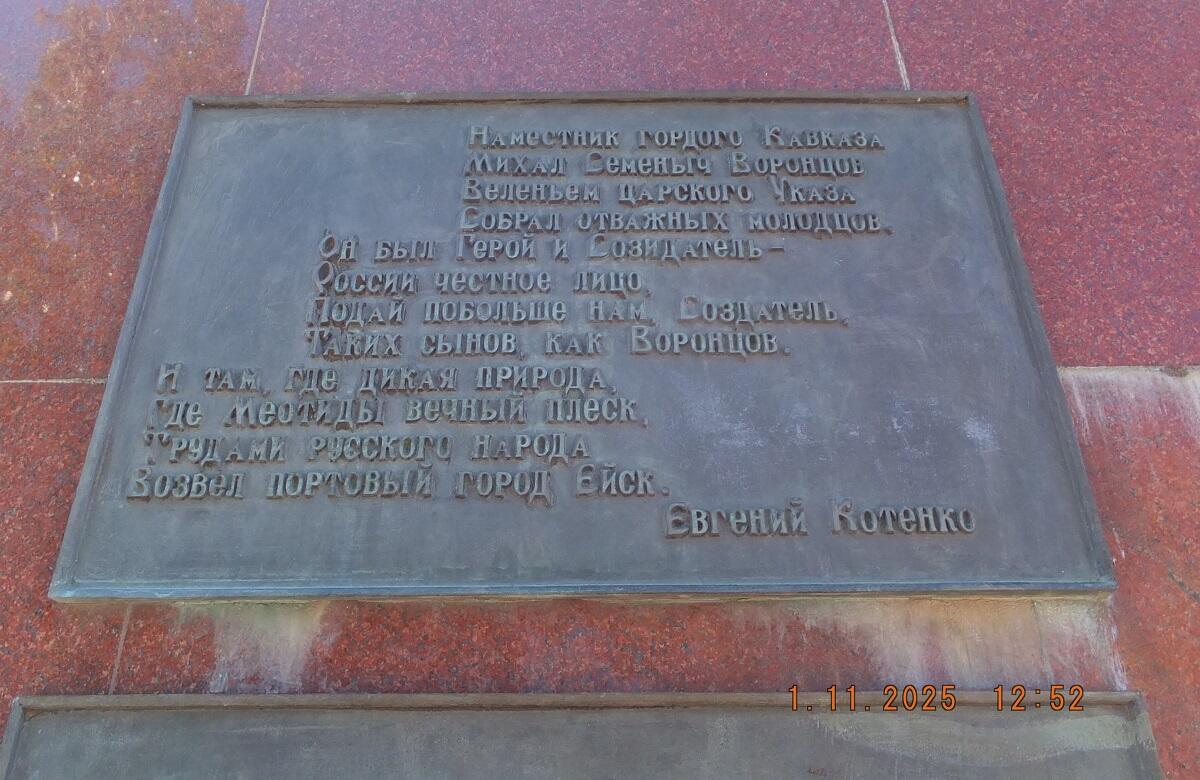 Наместник гордого Кавказа
Михал Семеныч Воронцов
Веленьем царского Указа
Собрал отважных молодцов.
Он был Герой и Созидатель –
России честное лицо,
Подай побольше нам, Создатель,
Таких сынов, как Воронцов.
И там, где дикая природа,
Где Меотиды вечный плеск,
Трудами русского народа
Возвел портовый город Ейск.
Евгений Котенко
1.11.2025 12:52